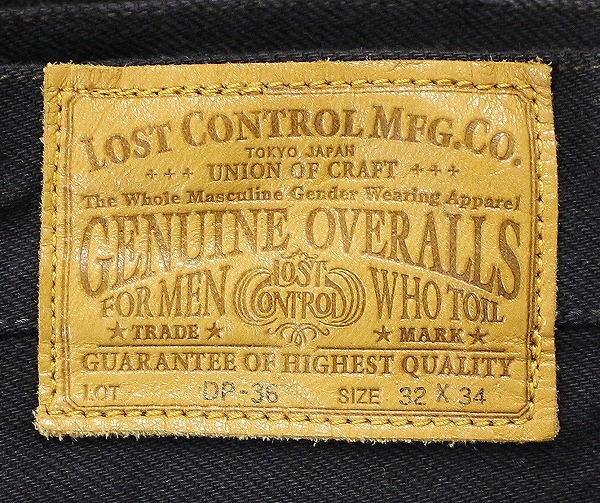 LOST CONTROL MFG.CO.
TOKYO JAPAN
+++ UNION OF CRAFT +++
The Whole Masculine Gender Wearing Apparel
GENUINE OVERALLS
FOR MEN LOST CONTROL WHO TOIL
★ TRADE ★ ★ MARK ★
GUARANTEE OF HIGHEST QUALITY
LOT DP-36 SIZE 32 X 34